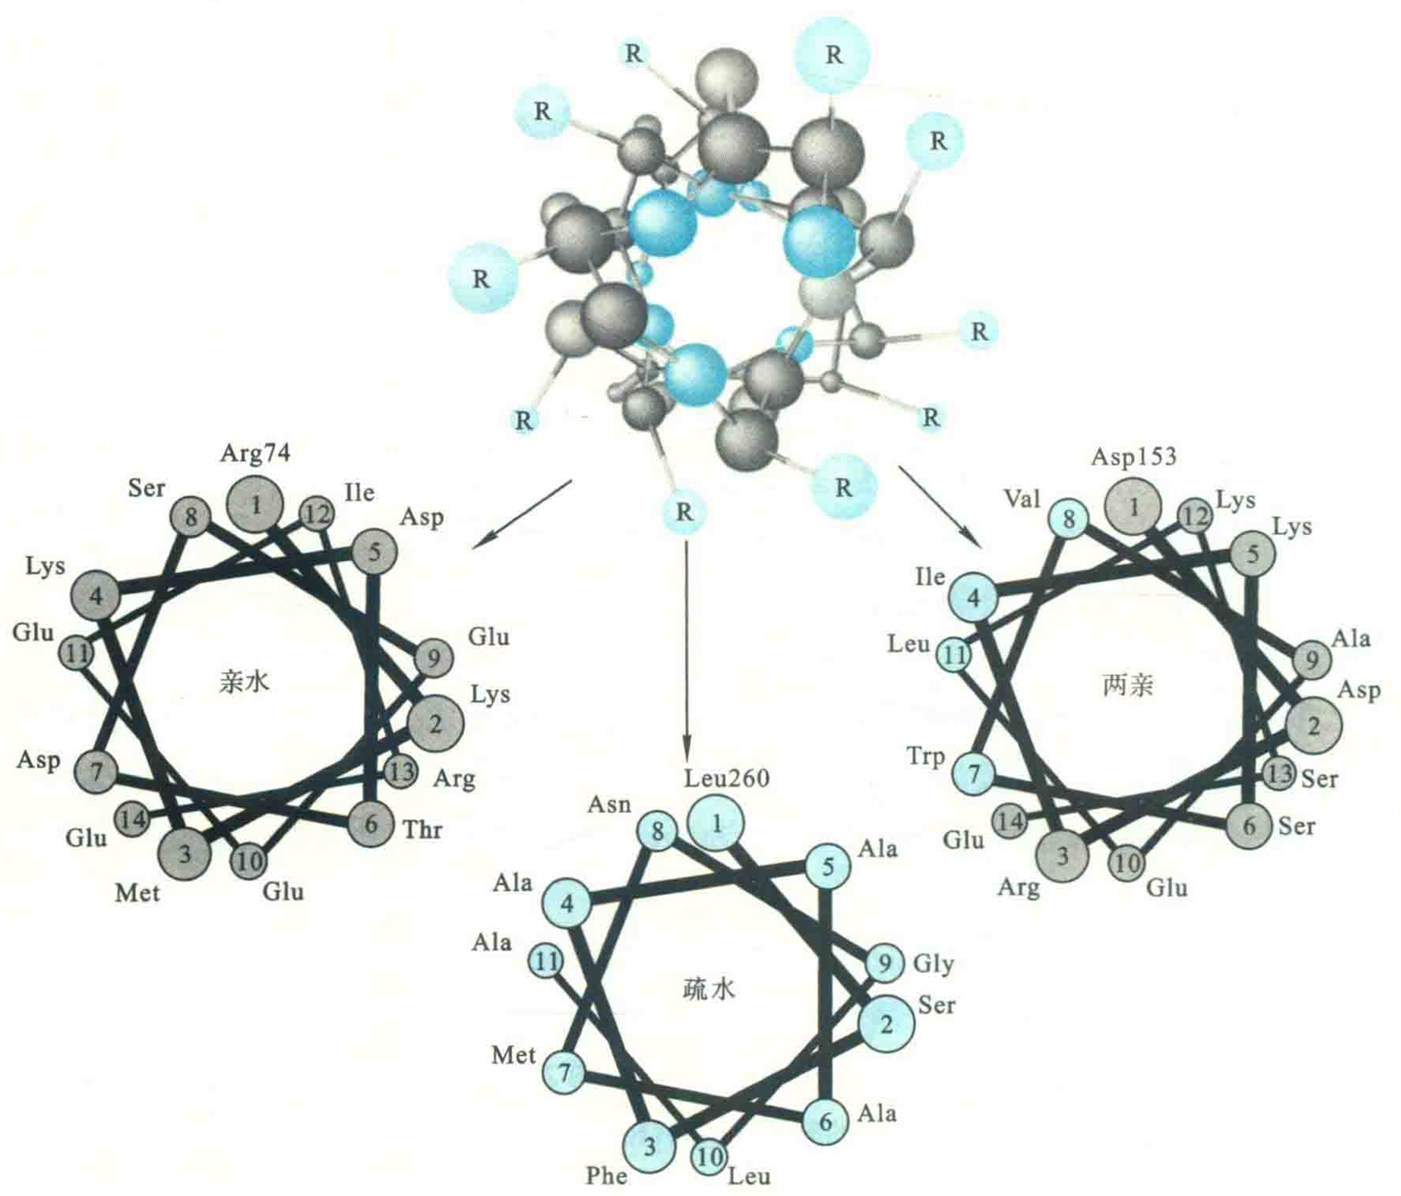 R
R
R
R
R
R
R
R
R
R
Arg74
Ser
Ile
8
1
12
Asp
5
Lys
4
Glu
11
Glu
9
亲水
Lys
2
Asp
7
13
Arg
14
Glu
6
Thr
3
10
Met
Glu
Leu260
Asn
8
1
Ala
5
Ala
4
Ala
11
9
Gly
疏水
Ser
2
Met
7
6
Ala
3
10
Phe
Leu
Asp153
Val
Lys
8
1
12
Lys
5
Ile
4
Leu
11
Ala
9
两亲
Asp
2
Trp
7
13
Ser
14
Glu
6
Ser
3
10
Arg
Glu